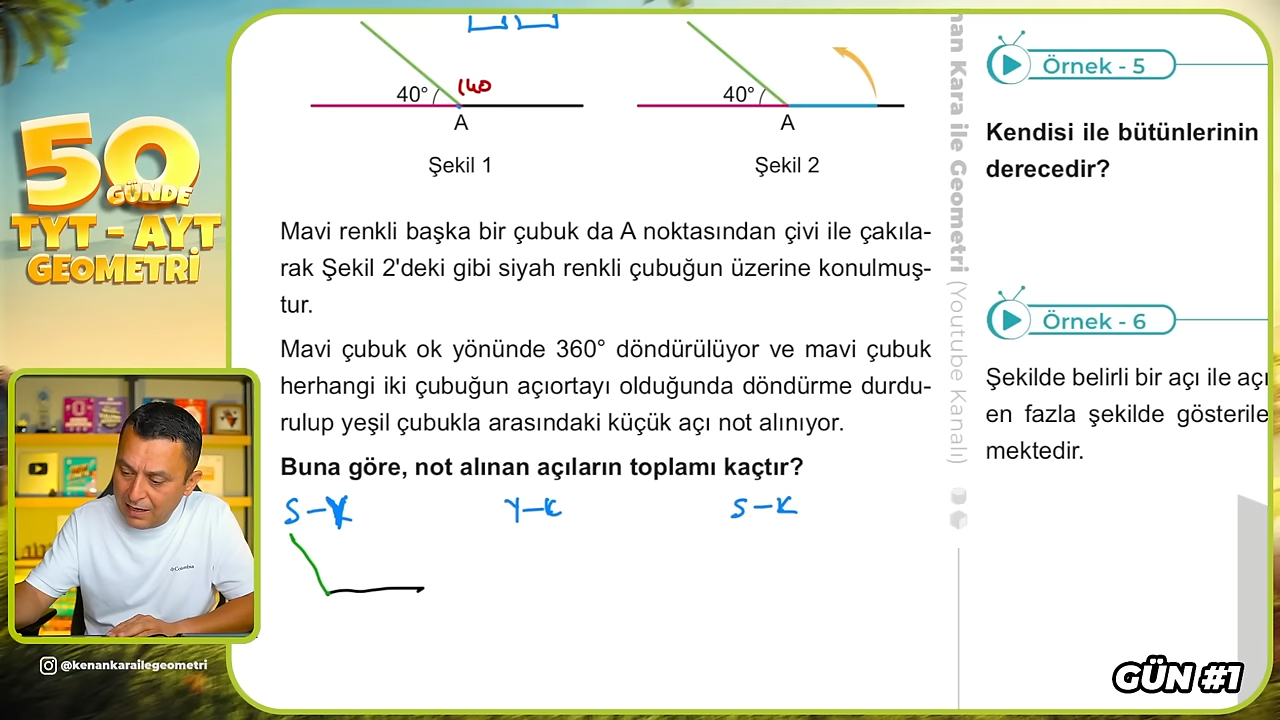 50
GÜNDE
TYT - AYT
GEOMETRİ
40°
140
A
Şekil 1
40°
A
Şekil 2
Mavi renkli başka bir çubuk da A noktasından çivi ile çakıla-
rak Şekil 2'deki gibi siyah renkli çubuğun üzerine konulmuş-
tur.
Mavi çubuk ok yönünde 360° döndürülüyor ve mavi çubuk
herhangi iki çubuğun açıortayı olduğunda döndürme durdu-
rulup yeşil çubukla arasındaki küçük açı not alınıyor.
Buna göre, not alınan açıların toplamı kaçtır?
S-Y
Y-K
S-K
nan Kara ile Geometri (Youtube Kanalı)
Örnek - 5
Kendisi ile bütünlerinin
derecedir?
Örnek - 6
Şekilde belirli bir açı ile açı
en fazla şekilde gösterile
mektedir.
Columbia
@kenankarailegeometri
GÜN #1